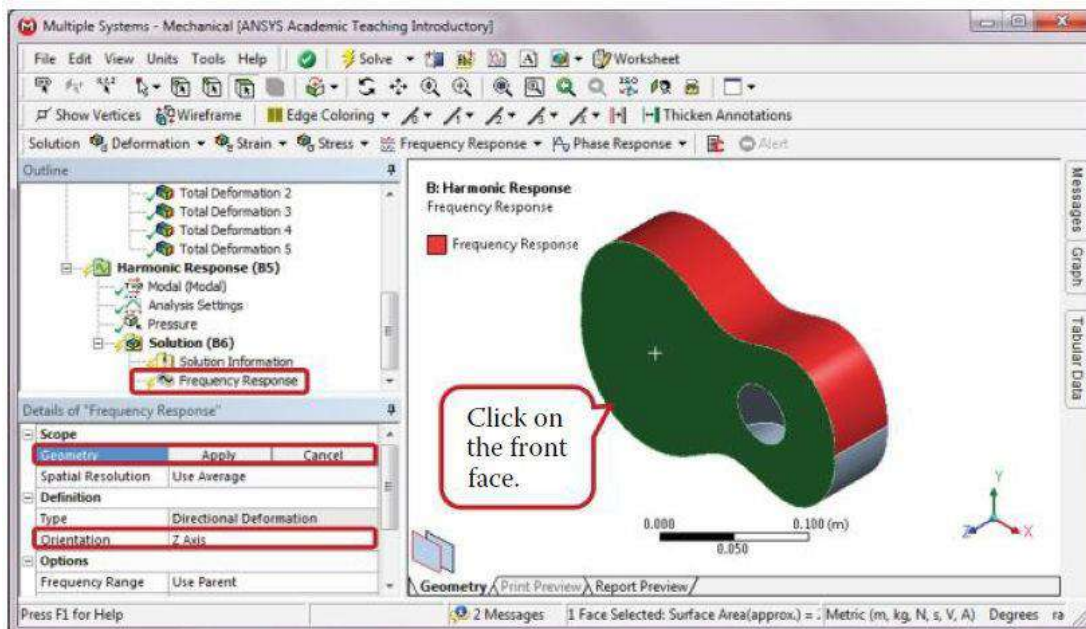 Multiple Systems - Mechanical [ANSYS Academic Teaching Introductory]
File Edit View Units Tools Help Solve A Worksheet
Show Vertices Wireframe Edge Coloring Thicken Annotations
Solution Deformation Strain Stress Frequency Response Phase Response Alert
Outline
Total Deformation 2
Total Deformation 3
Total Deformation 4
Total Deformation 5
Harmonic Response (B5)
Modal (Modal)
Analysis Settings
Pressure
Solution (B6)
Solution Information
Frequency Response
Details of "Frequency Response"
Scope
Geometry Apply Cancel
Spatial Resolution Use Average
Definition
Type Directional Deformation
Orientation Z Axis
Options
Frequency Range Use Parent
B: Harmonic Response
Frequency Response
Frequency Response
Click on
the front
face.
0.000 0.100 (m)
0.050
Y
Z X
Geometry Print Preview Report Preview
Messages
Graph
Tabular Data
Press F1 for Help 2 Messages 1 Face Selected: Surface Area(approx.) = Metric (m, kg, N, s, V, A) Degrees ra